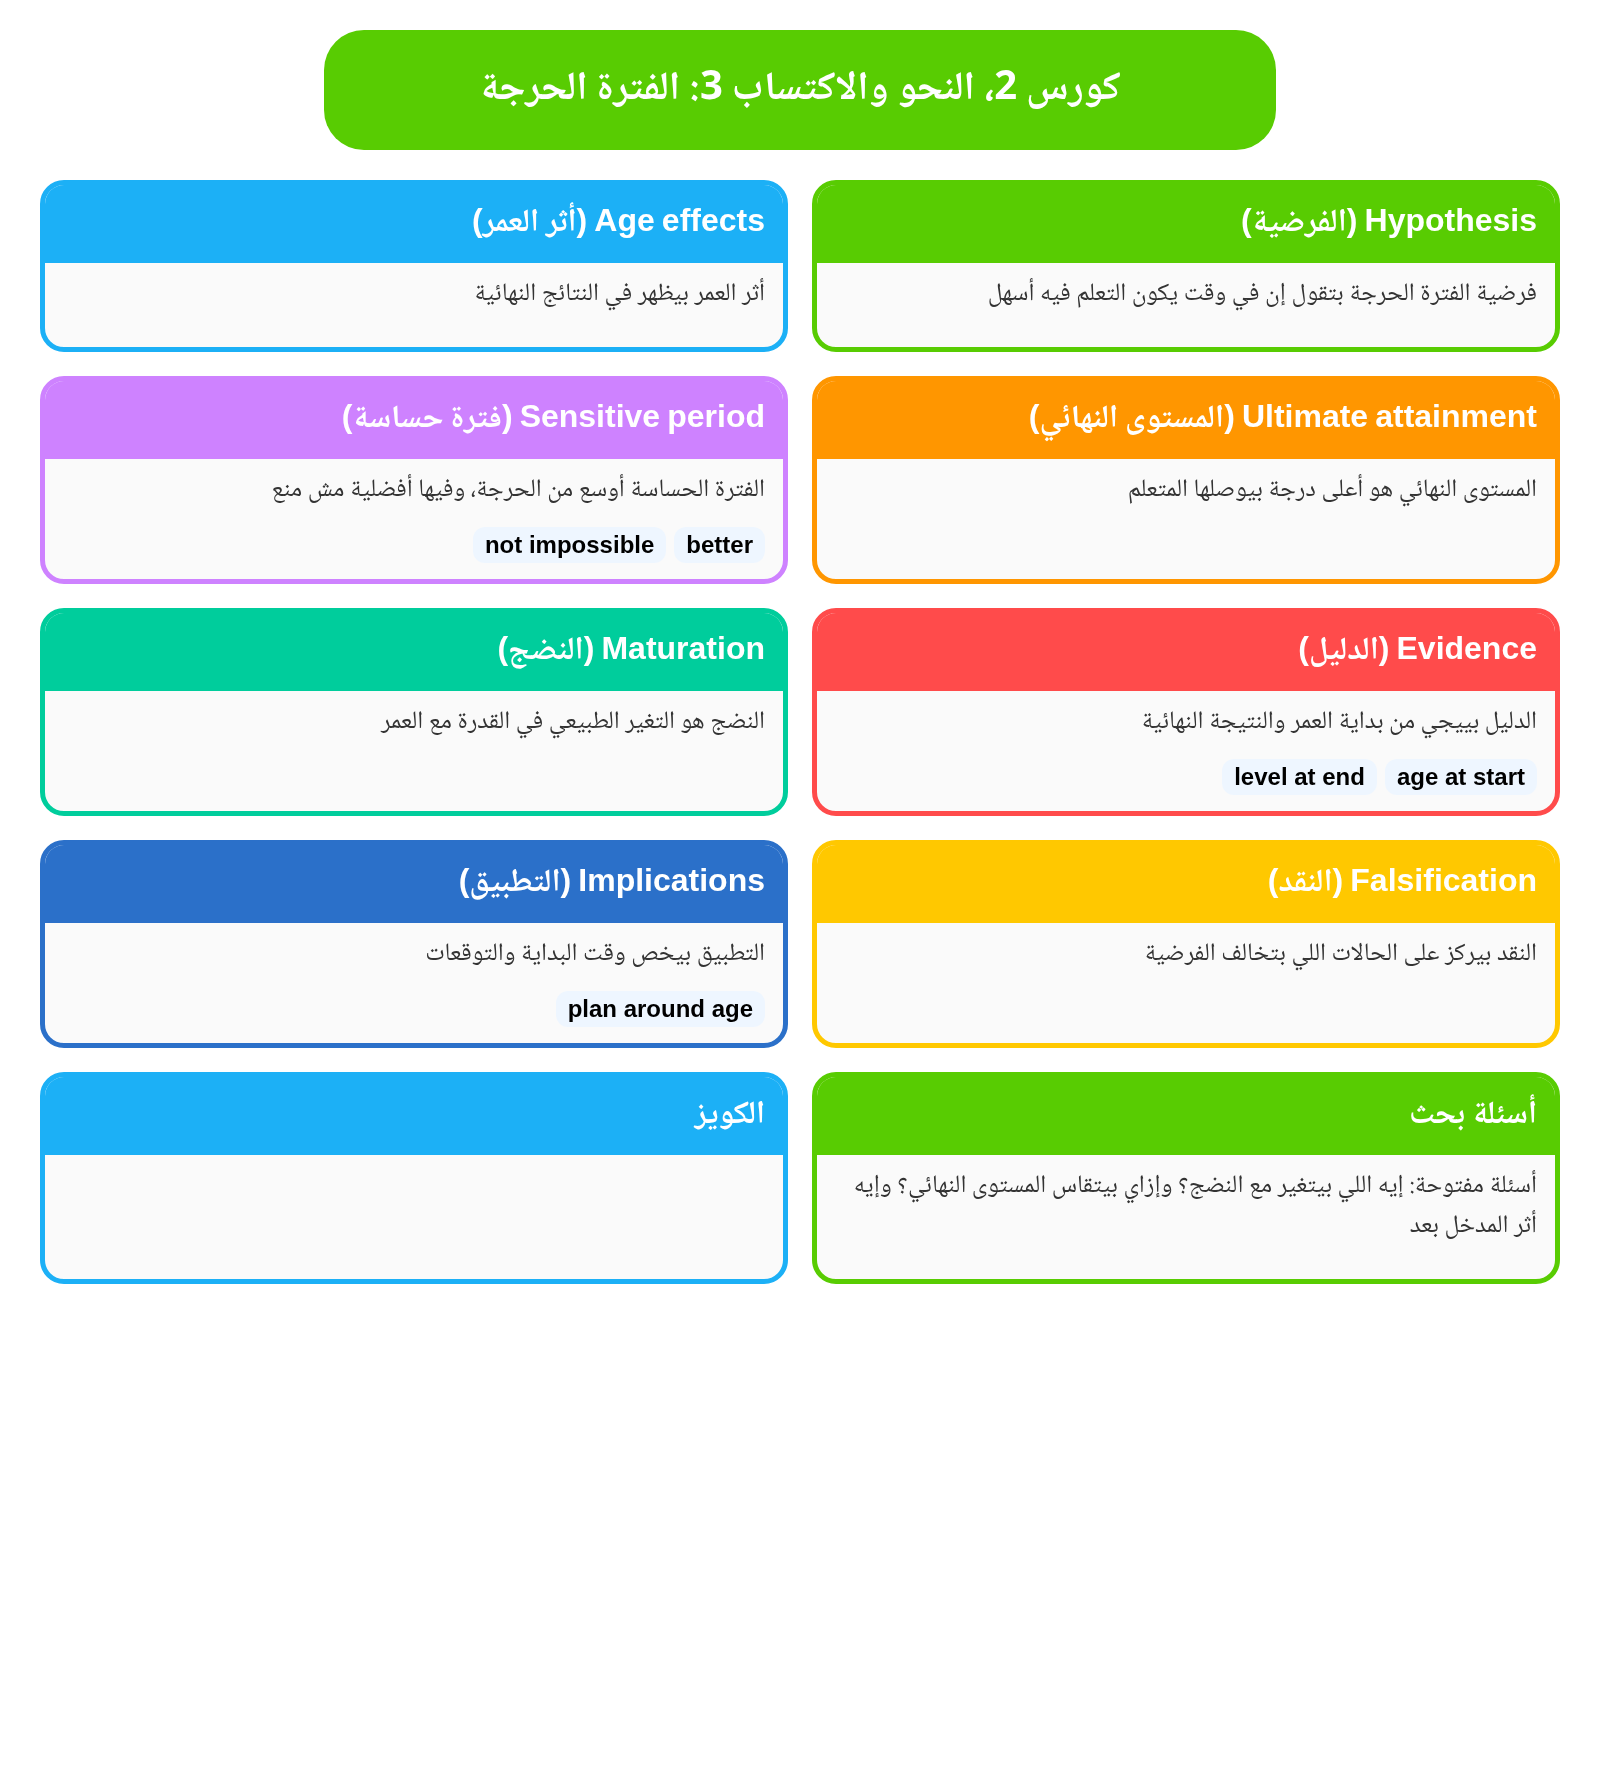 كورس 2، النحو والاكتساب 3: الفترة الحرجة
Hypothesis (الفرضية)
فرضية الفترة الحرجة بتقول إن في وقت يكون التعلم فيه أسهل
Age effects (أثر العمر)
أثر العمر بيظهر في النتائج النهائية
Ultimate attainment (المستوى النهائي)
المستوى النهائي هو أعلى درجة بيوصلها المتعلم
Sensitive period (فترة حساسة)
الفترة الحساسة أوسع من الحرجة، وفيها أفضلية مش منع
better not impossible
Evidence (الدليل)
الدليل بييجي من بداية العمر والنتيجة النهائية
age at start level at end
Maturation (النضج)
النضج هو التغير الطبيعي في القدرة مع العمر
Falsification (النقد)
النقد بيركز على الحالات اللي بتخالف الفرضية
Implications (التطبيق)
التطبيق بيخص وقت البداية والتوقعات
plan around age
أسئلة بحث
أسئلة مفتوحة: إيه اللي بيتغير مع النضج؟ وإزاي بيتقاس المستوى النهائي؟ وإيه
أثر المدخل بعد
الكويز